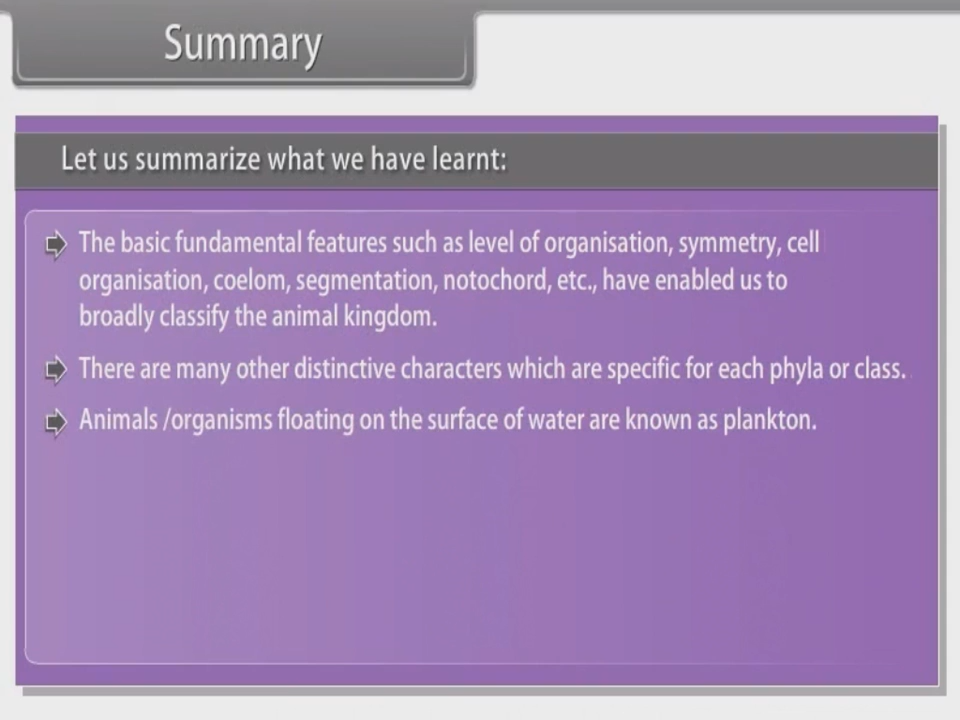 Summary
Let us summarize what we have learnt:
The basic fundamental features such as level of organisation, symmetry, cell
organisation, coelom, segmentation, notochord, etc., have enabled us to
broadly classify the animal kingdom.
There are many other distinctive characters which are specific for each phyla or class.
Animals /organisms floating on the surface of water are known as plankton.